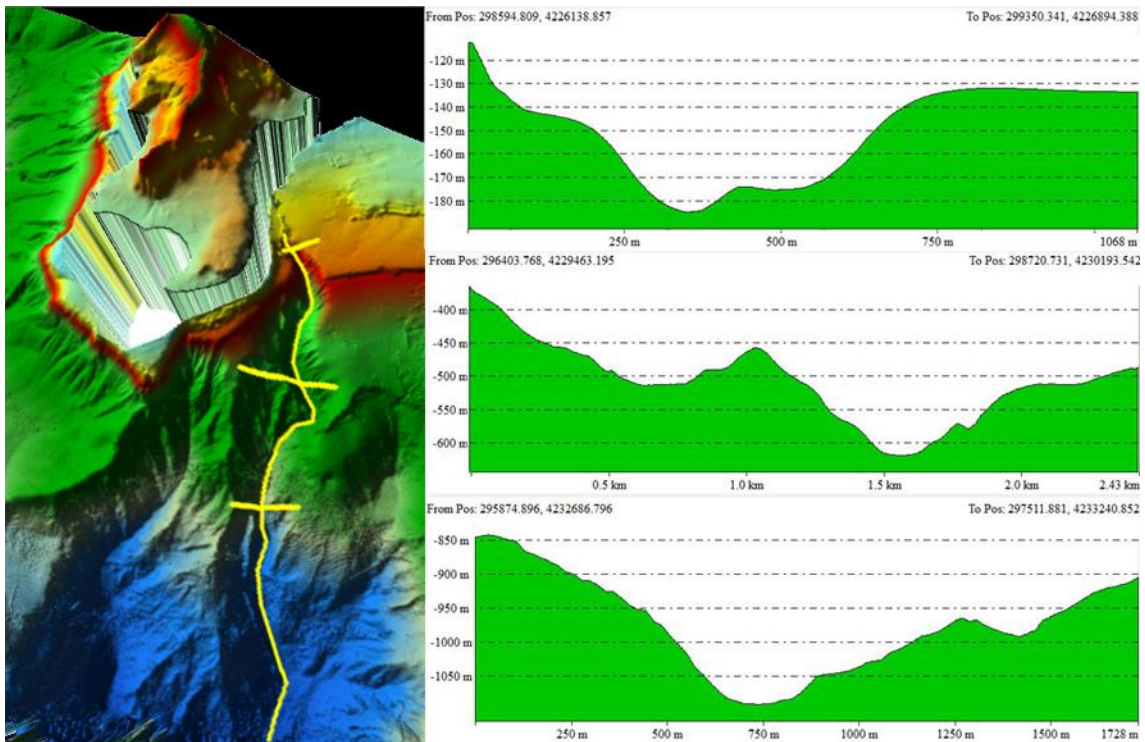 From Pos: 298594.809, 4226138.857 To Pos: 299350.341, 4226894.388
-120 m
-130 m
-140 m
-150 m
-160 m
-170 m
-180 m
250 m 500 m 750 m 1068 m
From Pos: 296403.768, 4229463.195 To Pos: 298720.731, 4230193.542
-400 m
-450 m
-500 m
-550 m
-600 m
0.5 km 1.0 km 1.5 km 2.0 km 2.43 km
From Pos: 295874.896, 4232686.796 To Pos: 297511.881, 4233240.852
-850 m
-900 m
-950 m
-1000 m
-1050 m
250 m 500 m 750 m 1000 m 1250 m 1500 m 1728 m